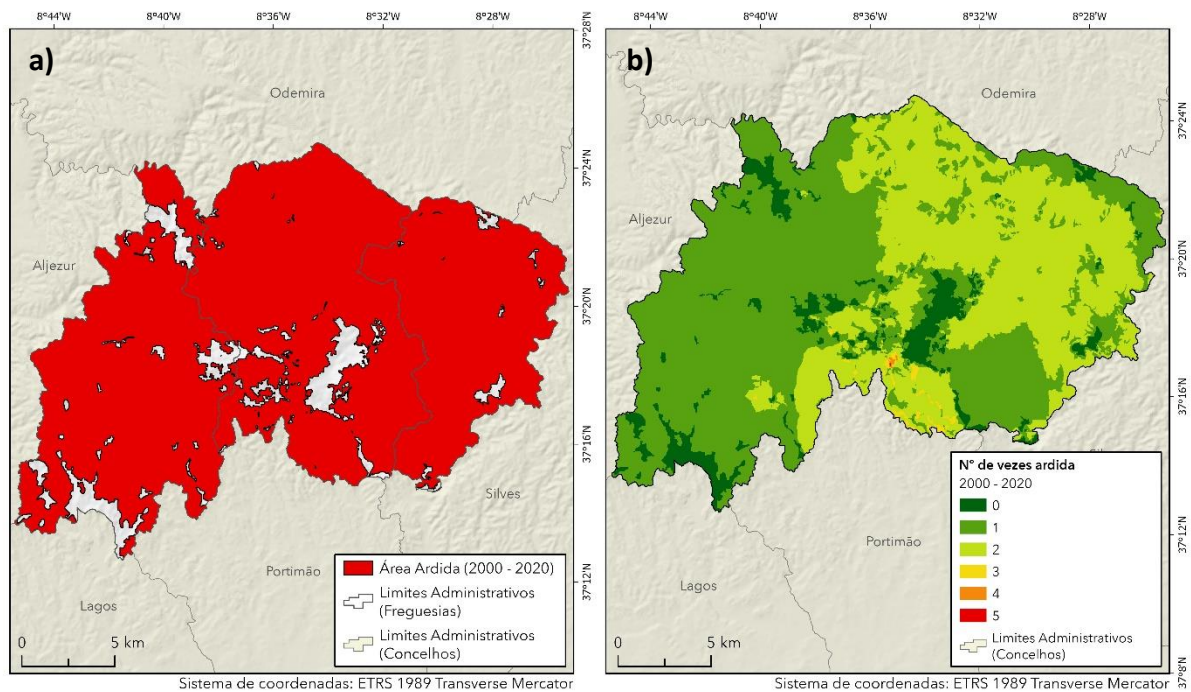 8°44'W 8°40'W 8°36'W 8°32'W 8°28'W
a)
Odemira
Aljezur
Silves
Portimão
Lagos
37°28'N
37°24'N
37°20'N
37°16'N
37°12'N
Área Ardida (2000 - 2020)
Limites Administrativos
(Freguesias)
Limites Administrativos
(Concelhos)
0 5 km
Sistema de coordenadas: ETRS 1989 Transverse Mercator
8°44'W 8°40'W 8°36'W 8°32'W 8°28'W
b)
Odemira
Aljezur
Portimão
Lagos
37°24'N
37°20'N
37°16'N
37°12'N
37°8'N
Nº de vezes ardida
2000 - 2020
0
1
2
3
4
5
Limites Administrativos
(Concelhos)
0 5 km
Sistema de coordenadas: ETRS 1989 Transverse Mercator